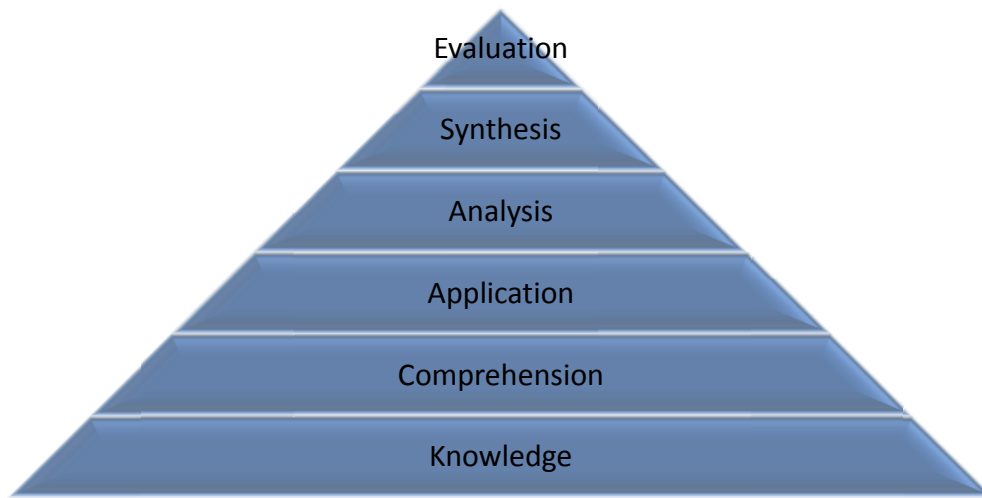 Evaluation
Synthesis
Analysis
Application
Comprehension
Knowledge